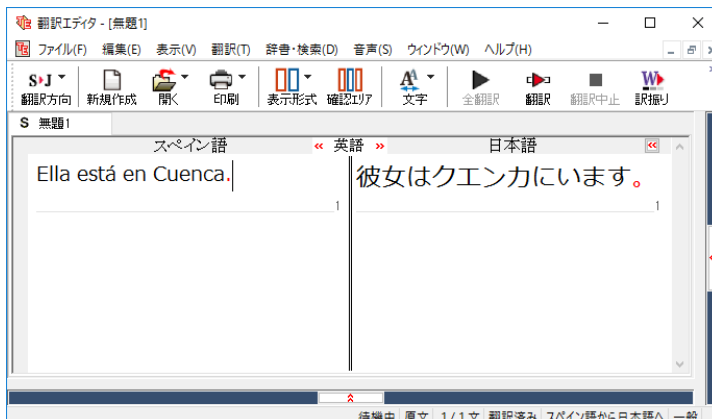 翻訳エディタ - [無題1]
ファイル(F) 編集(E) 表示(V) 翻訳(T) 辞書・検索(D) 音声(S) ウィンドウ(W) ヘルプ(H)
S▸J
翻訳方向 新規作成 開く 印刷 表示形式 確認エリア 文字 全翻訳 翻訳 翻訳中止 訳振り
S 無題1
スペイン語 « 英語 » 日本語 «
Ella está en Cuenca. 彼女はクエンカにいます。
1 1
待機中 原文 1/1文 翻訳済み スペイン語から日本語へ 一般